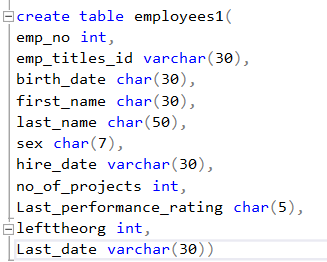 create table employees1(
emp_no int,
emp_titles_id varchar(30),
birth_date char(30),
first_name char(30),
last_name char(50),
sex char(7),
hire_date varchar(30),
no_of_projects int,
Last_performance_rating char(5),
lefttheorg int,
Last_date varchar(30))